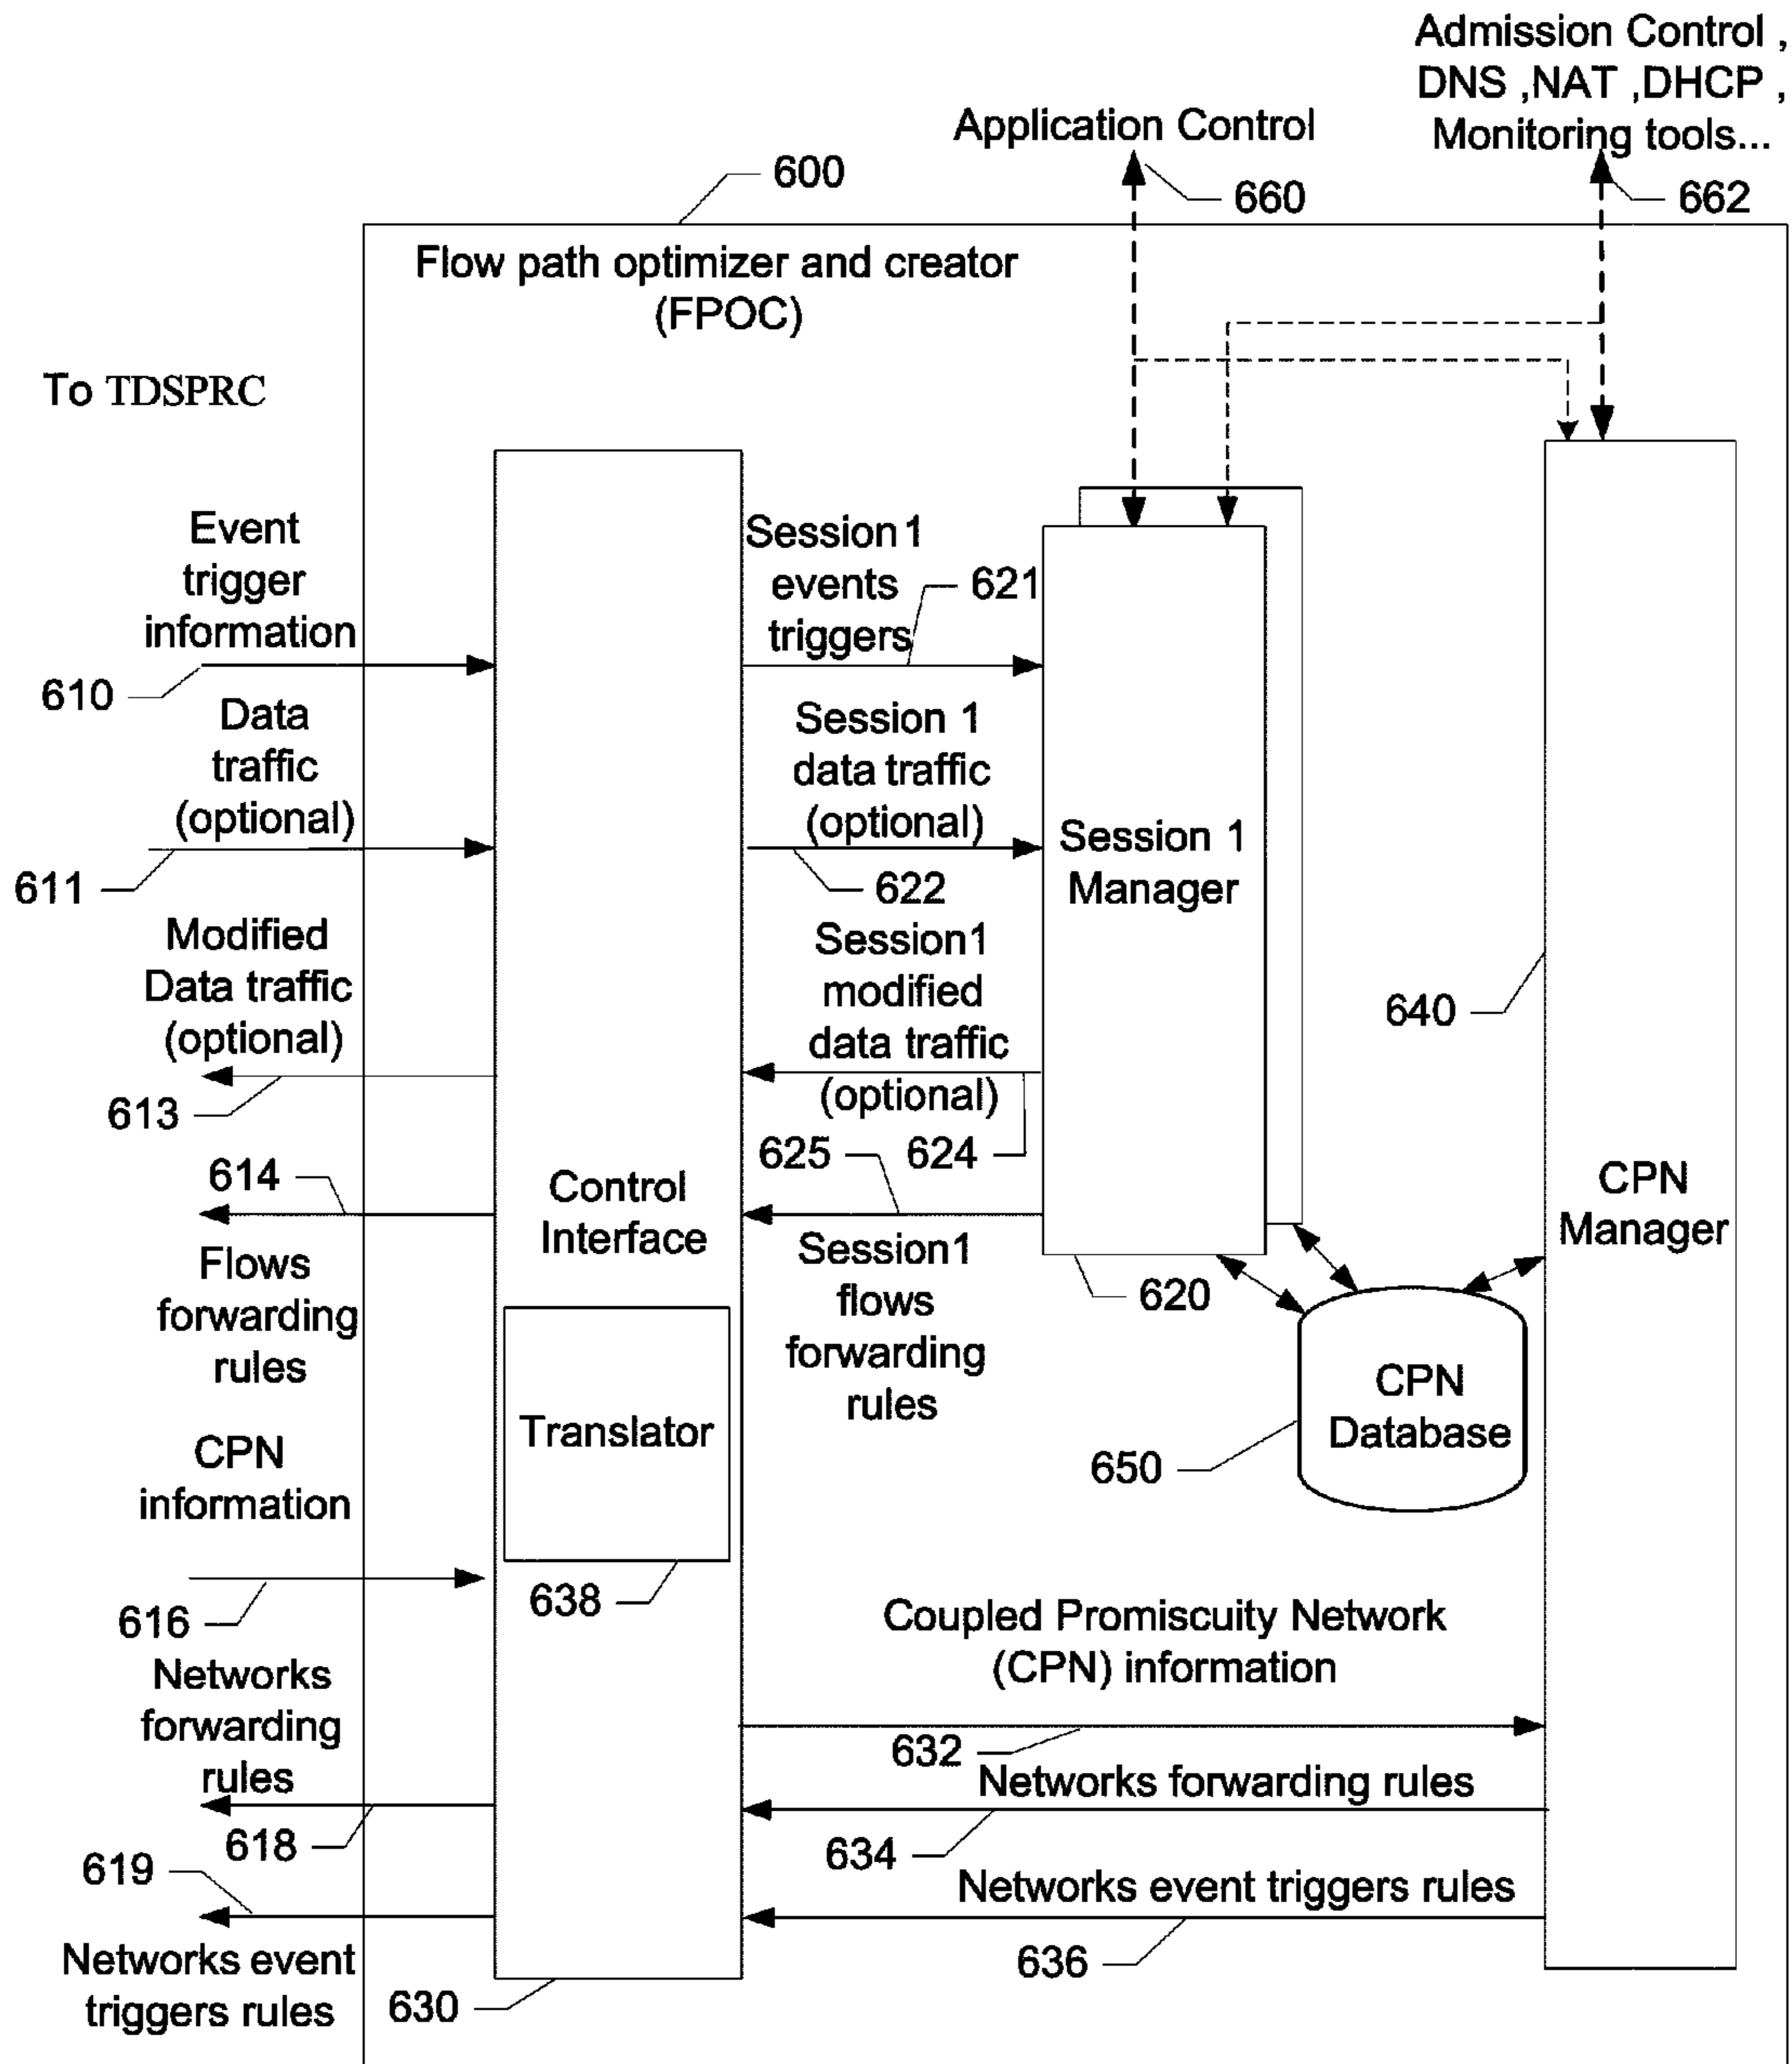 Admission Control ,
DNS ,NAT ,DHCP ,
Monitoring tools...
Application Control
600
660
662
Flow path optimizer and creator
(FPOC)
To TDSPRC
Event
trigger
information
610
Session1
events
triggers
621
Data
traffic
(optional)
611
Session 1
data traffic
(optional)
622
Session 1
Manager
Modified
Data traffic
(optional)
613
Session1
modified
data traffic
(optional)
624
640
614
625
Control
Interface
CPN
Manager
Flows
forwarding
rules
Session1
flows
forwarding
rules
620
CPN
Database
650
Translator
638
CPN
information
616
Coupled Promiscuity Network
(CPN) information
632
Networks
forwarding
rules
618
Networks forwarding rules
634
619
Networks event triggers rules
636
Networks event
triggers rules
630